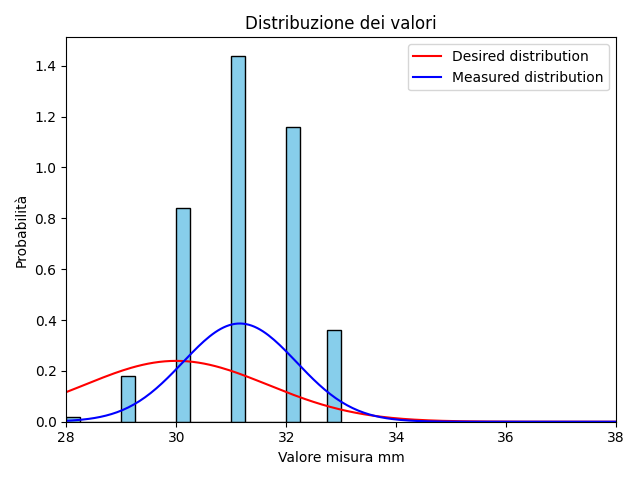 Distribuzione dei valori
Desired distribution
Measured distribution
Probabilità
1.4
1.2
1.0
0.8
0.6
0.4
0.2
0.0
28 30 32 34 36 38
Valore misura mm